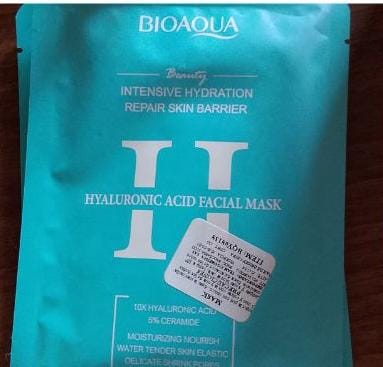 BIOAQUA
Beauty
INTENSIVE HYDRATION
REPAIR SKIN BARRIER
H
HYALURONIC ACID FACIAL MASK
MASK
10X HYALURONIC ACID
5% CERAMIDE
MOISTURIZING NOURISH
WATER TENDER SKIN ELASTIC
DELICATE SHRINK PORES